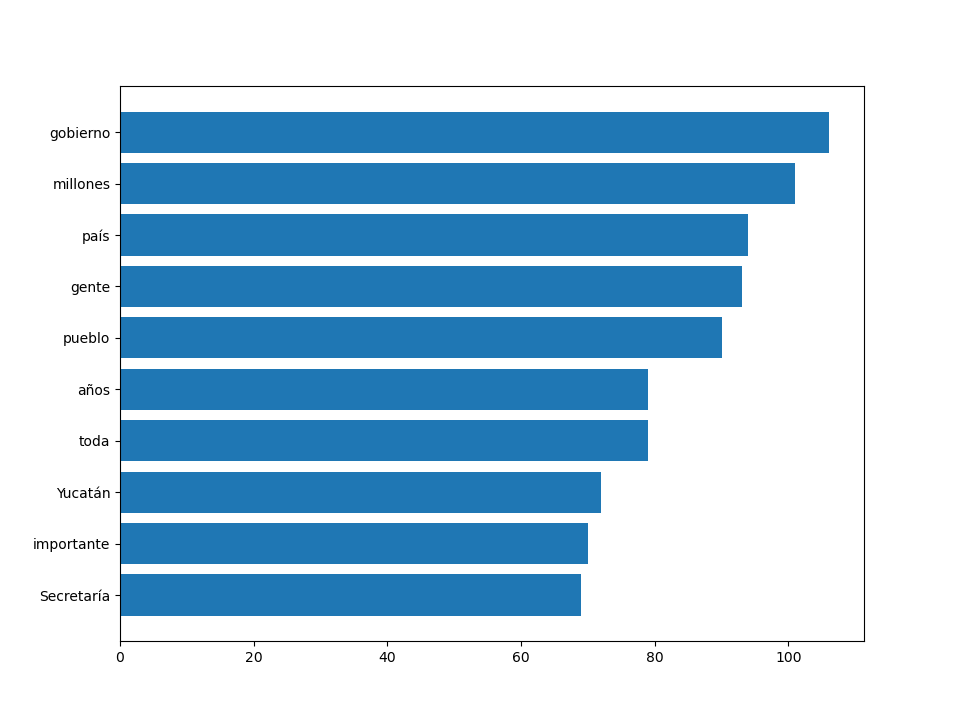 gobierno
millones
país
gente
pueblo
años
toda
Yucatán
importante
Secretaría
0 20 40 60 80 100